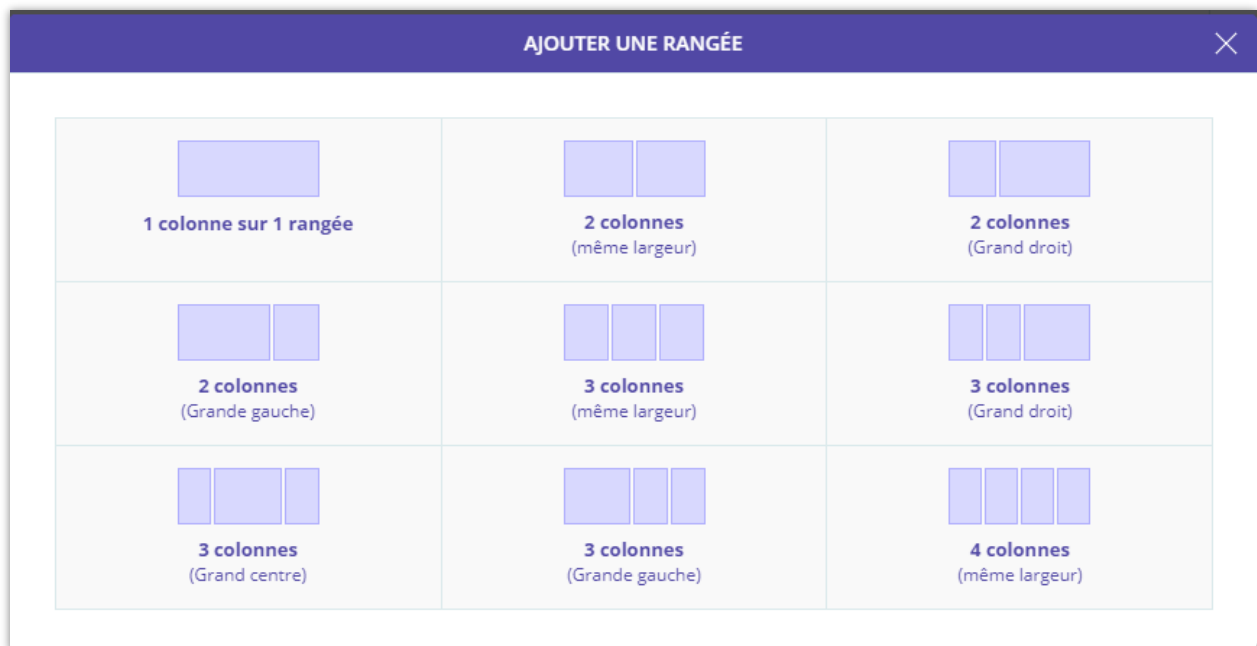 AJOUTER UNE RANGÉE
1 colonne sur 1 rangée
2 colonnes
(même largeur)
2 colonnes
(Grand droit)
2 colonnes
(Grande gauche)
3 colonnes
(même largeur)
3 colonnes
(Grand droit)
3 colonnes
(Grand centre)
3 colonnes
(Grande gauche)
4 colonnes
(même largeur)